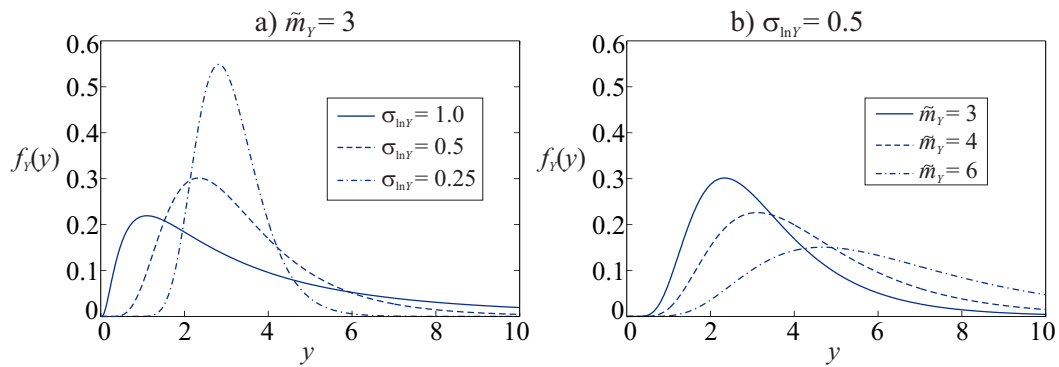 a) m̃_Y = 3
0.6
0.5
0.4
0.3
0.2
0.1
0
f_Y(y)
σ_lnY = 1.0
σ_lnY = 0.5
σ_lnY = 0.25
0 2 4 6 8 10
y
b) σ_lnY = 0.5
0.6
0.5
0.4
0.3
0.2
0.1
0
f_Y(y)
m̃_Y = 3
m̃_Y = 4
m̃_Y = 6
0 2 4 6 8 10
y